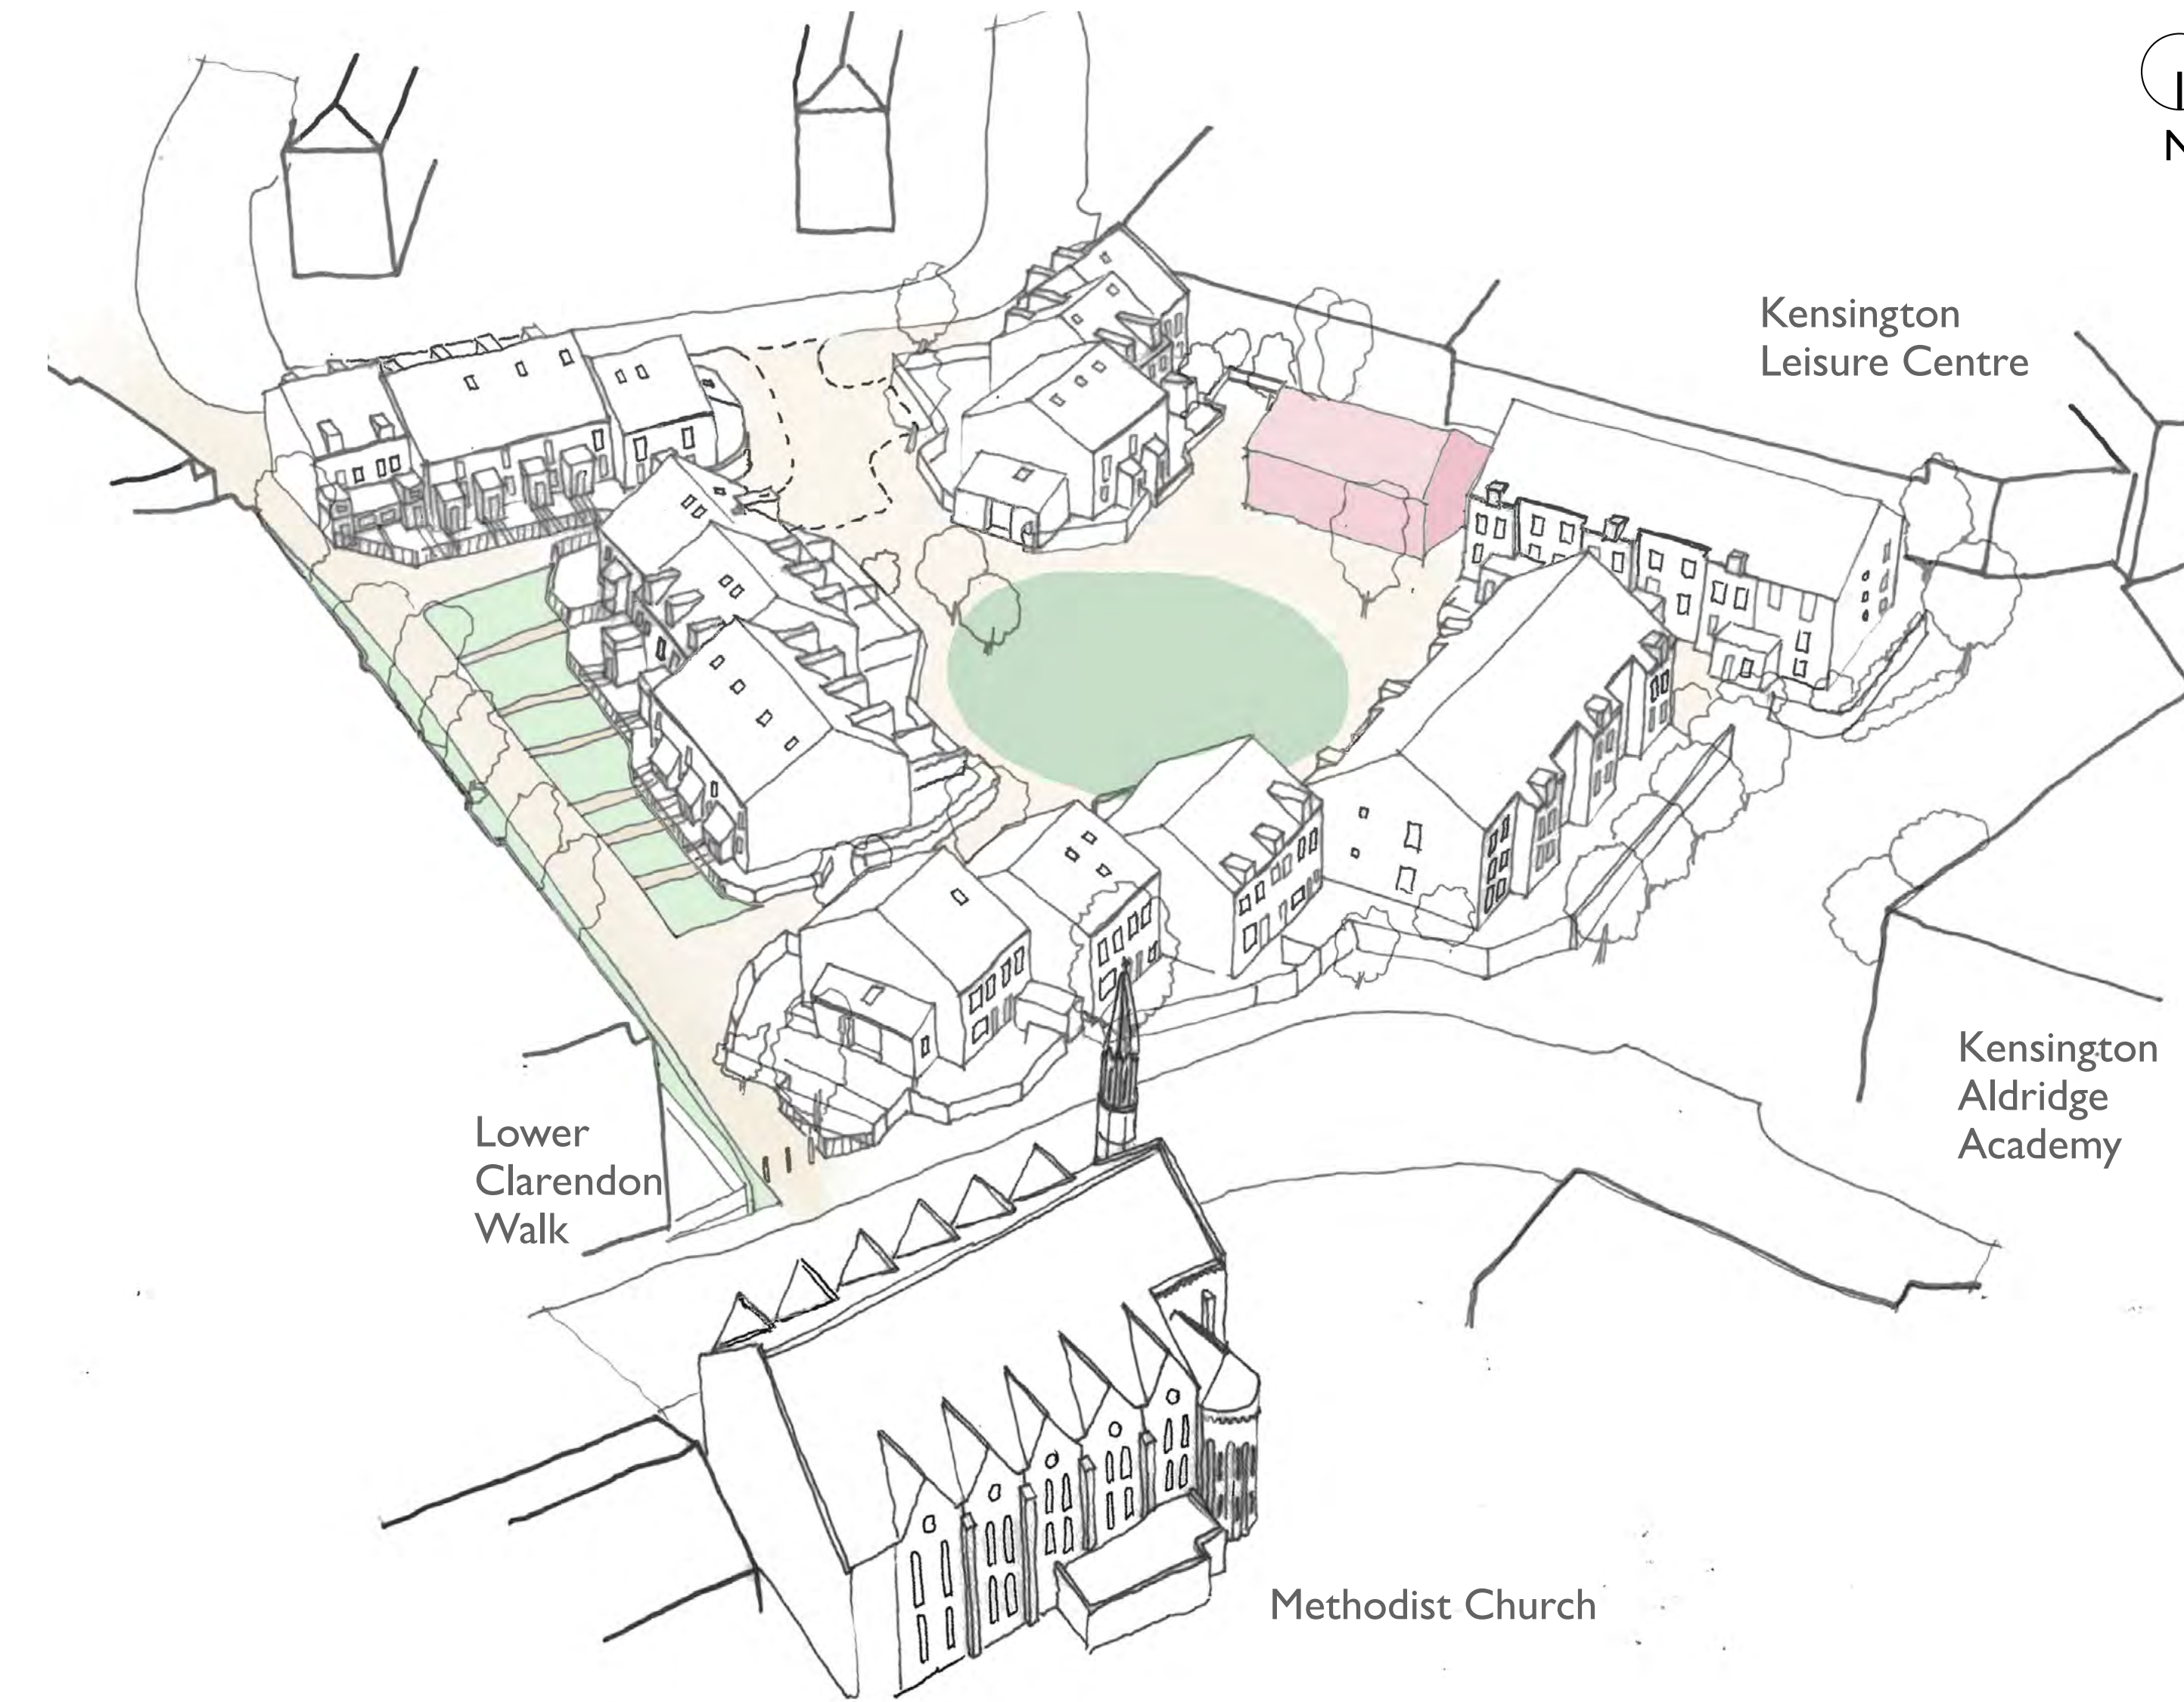 N
Kensington
Leisure Centre
Kensington
Aldridge
Academy
Lower
Clarendon
Walk
Methodist Church